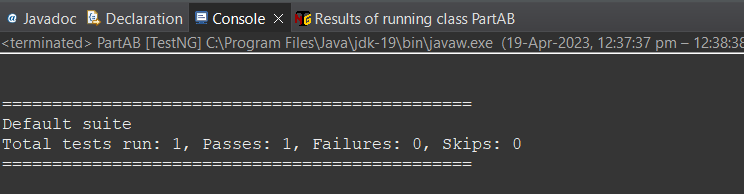 @ Javadoc Declaration Console × Results of running class PartAB
<terminated> PartAB [TestNG] C:\Program Files\Java\jdk-19\bin\javaw.exe (19-Apr-2023, 12:37:37 pm – 12:38:38
===============================================
Default suite
Total tests run: 1, Passes: 1, Failures: 0, Skips: 0
===============================================